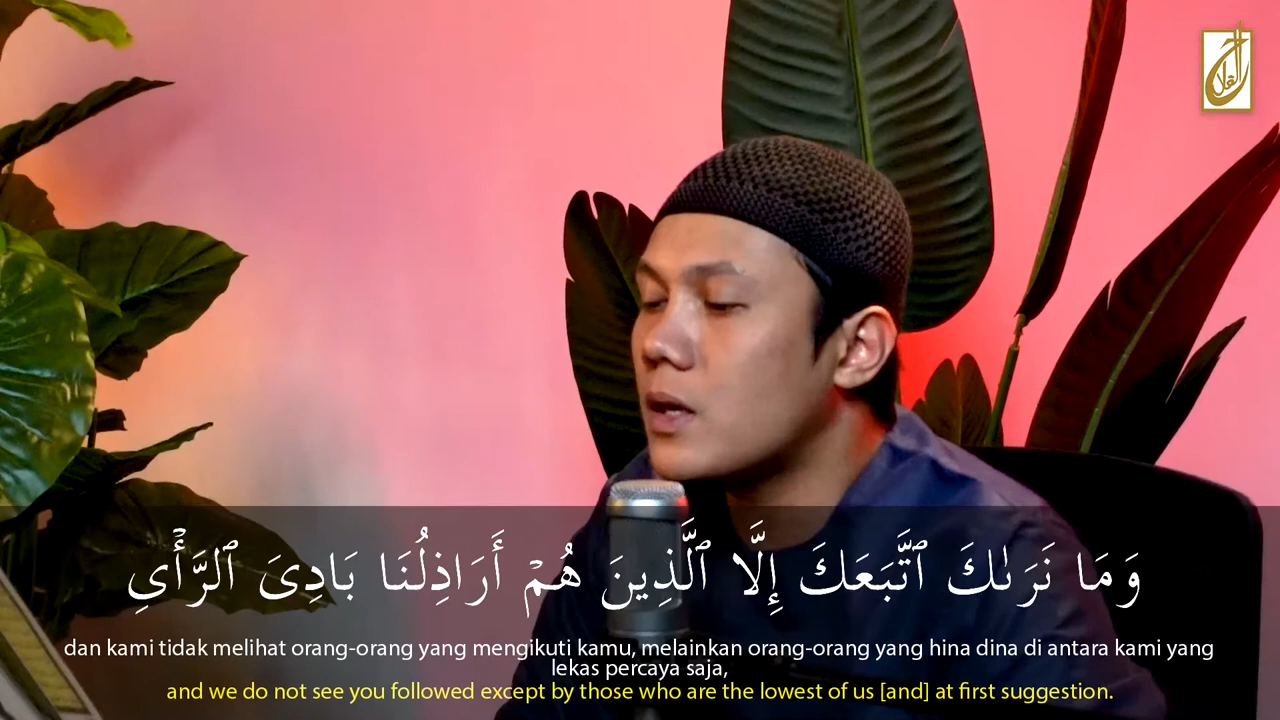 القلاح
وَمَا نَرَىٰكَ ٱتَّبَعَكَ إِلَّا ٱلَّذِينَ هُمْ أَرَاذِلُنَا بَادِىَ ٱلرَّأْىِ
dan kami tidak melihat orang-orang yang mengikuti kamu, melainkan orang-orang yang hina dina di antara kami yang
lekas percaya saja,
and we do not see you followed except by those who are the lowest of us [and] at first suggestion.